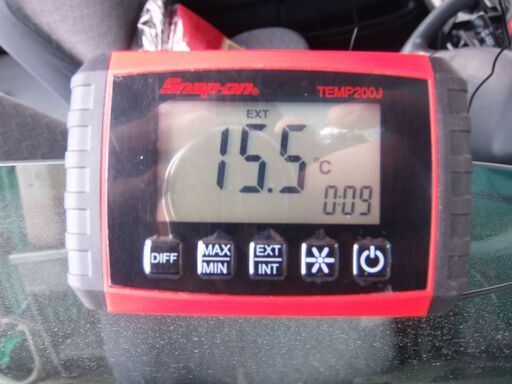 Snap-on
TEMP200J
EXT
15.5 °C
0:09
DIFF
MAX
MIN
EXT
INT